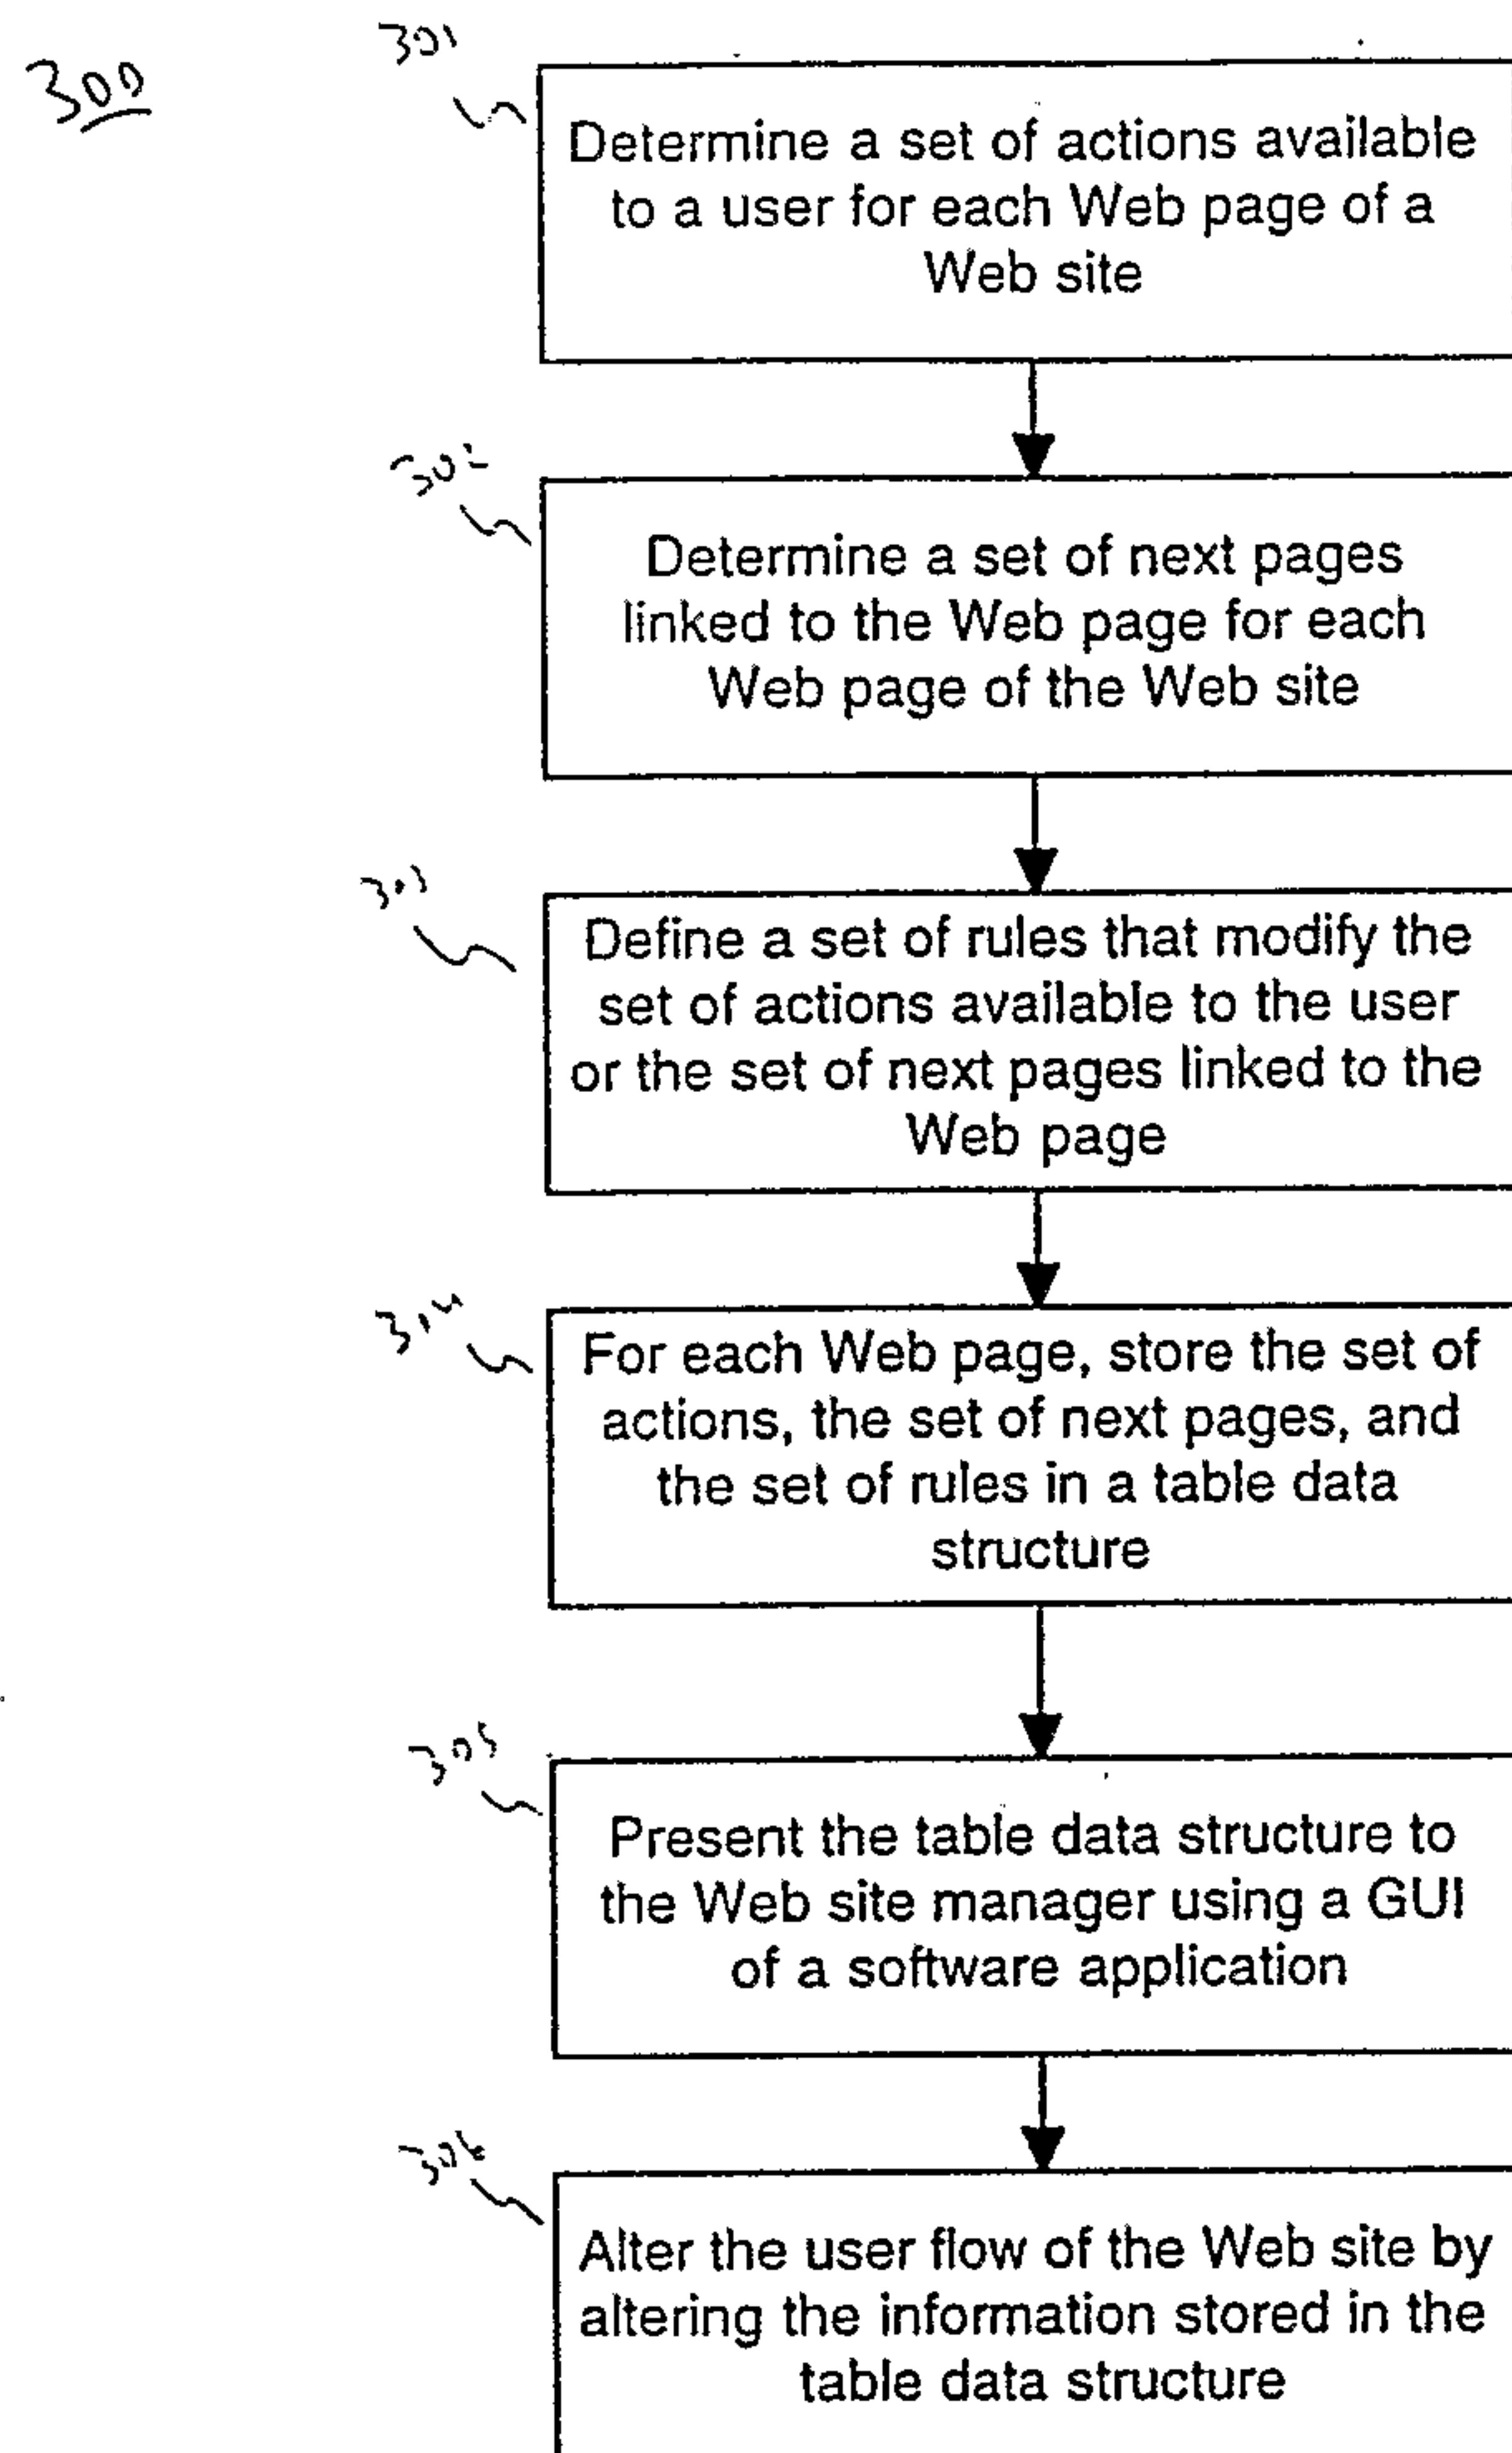 300
301
Determine a set of actions available
to a user for each Web page of a
Web site
302
Determine a set of next pages
linked to the Web page for each
Web page of the Web site
303
Define a set of rules that modify the
set of actions available to the user
or the set of next pages linked to the
Web page
304
For each Web page, store the set of
actions, the set of next pages, and
the set of rules in a table data
structure
305
Present the table data structure to
the Web site manager using a GUI
of a software application
306
Alter the user flow of the Web site by
altering the information stored in the
table data structure